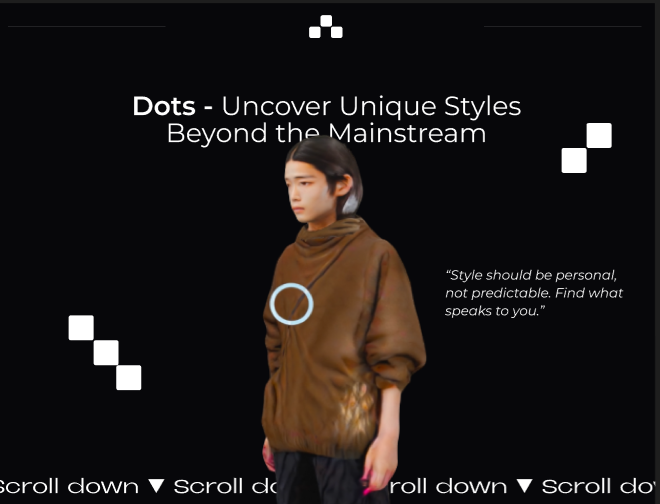 Dots - Uncover Unique Styles
Beyond the Mainstream
“Style should be personal,
not predictable. Find what
speaks to you.”
Scroll down ▼ Scroll do roll down ▼ Scroll do